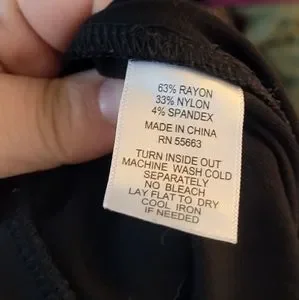 63% RAYON
33% NYLON
4% SPANDEX
MADE IN CHINA
RN 55663
TURN INSIDE OUT
MACHINE WASH COLD
SEPARATELY
NO BLEACH
LAY FLAT TO DRY
COOL IRON
IF NEEDED